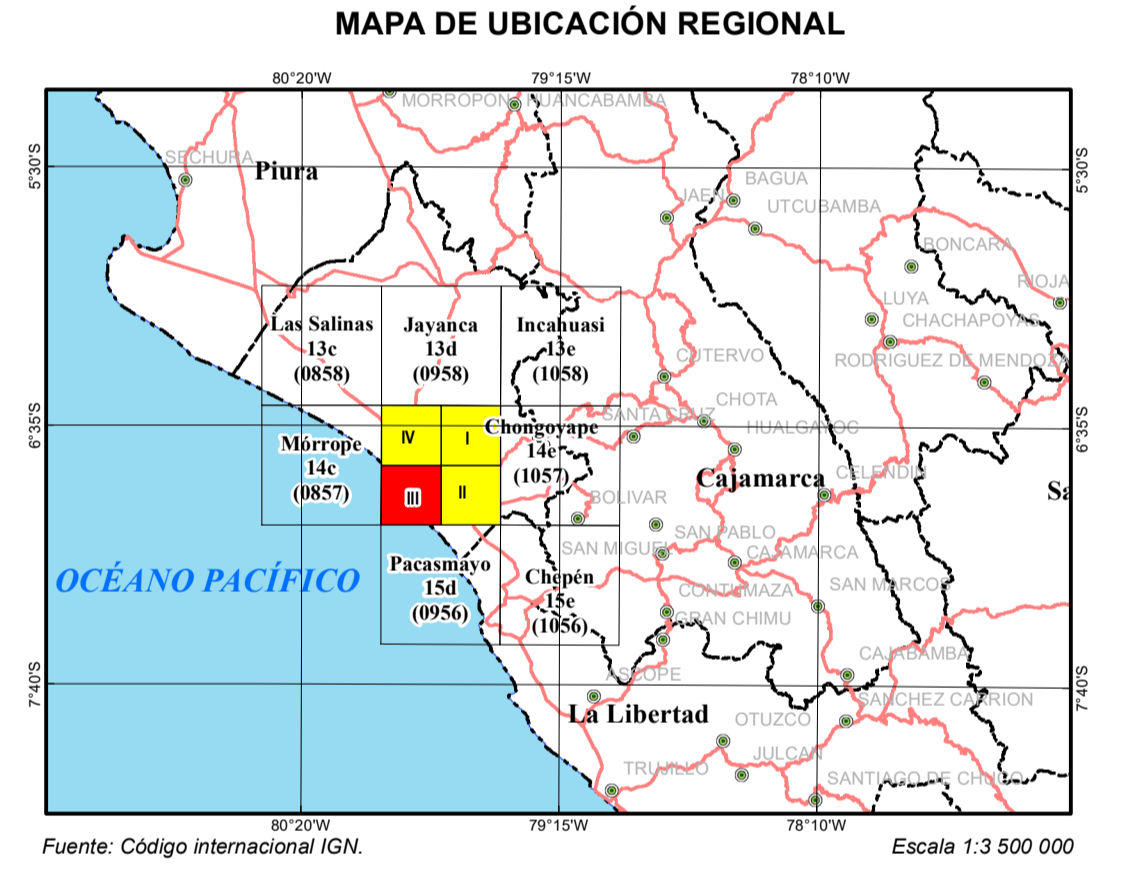 MAPA DE UBICACIÓN REGIONAL
80°20'W
79°15'W
78°10'W
MORROPON
HUANCABAMBA
SECHURA
Piura
5°30'S
5°30'S
BAGUA
JAEN
UTCUBAMBA
BONCARA
RIOJA
LUYA
CHACHAPOYAS
RODRIGUEZ DE MENDOZA
Las Salinas
13c
(0858)
Jayanca
13d
(0958)
Incahuasi
13e
(1058)
CUTERVO
CHOTA
SANTA CRUZ
HUALGAYOC
6°35'S
6°35'S
Mórrope
14c
(0857)
IV
I
III
II
Chongoyape
14e
(1057)
Cajamarca
CELENDIN
Sa
BOLIVAR
SAN PABLO
SAN MIGUEL
CAJAMARCA
OCÉANO PACÍFICO
Pacasmayo
15d
(0956)
Chepén
15e
(1056)
CONTUMAZA
SAN MARCOS
GRAN CHIMU
CAJABAMBA
7°40'S
7°40'S
ASCOPE
SANCHEZ CARRION
La Libertad
OTUZCO
JULCAN
TRUJILLO
SANTIAGO DE CHUCO
80°20'W
79°15'W
78°10'W
Fuente: Código internacional IGN.
Escala 1:3 500 000